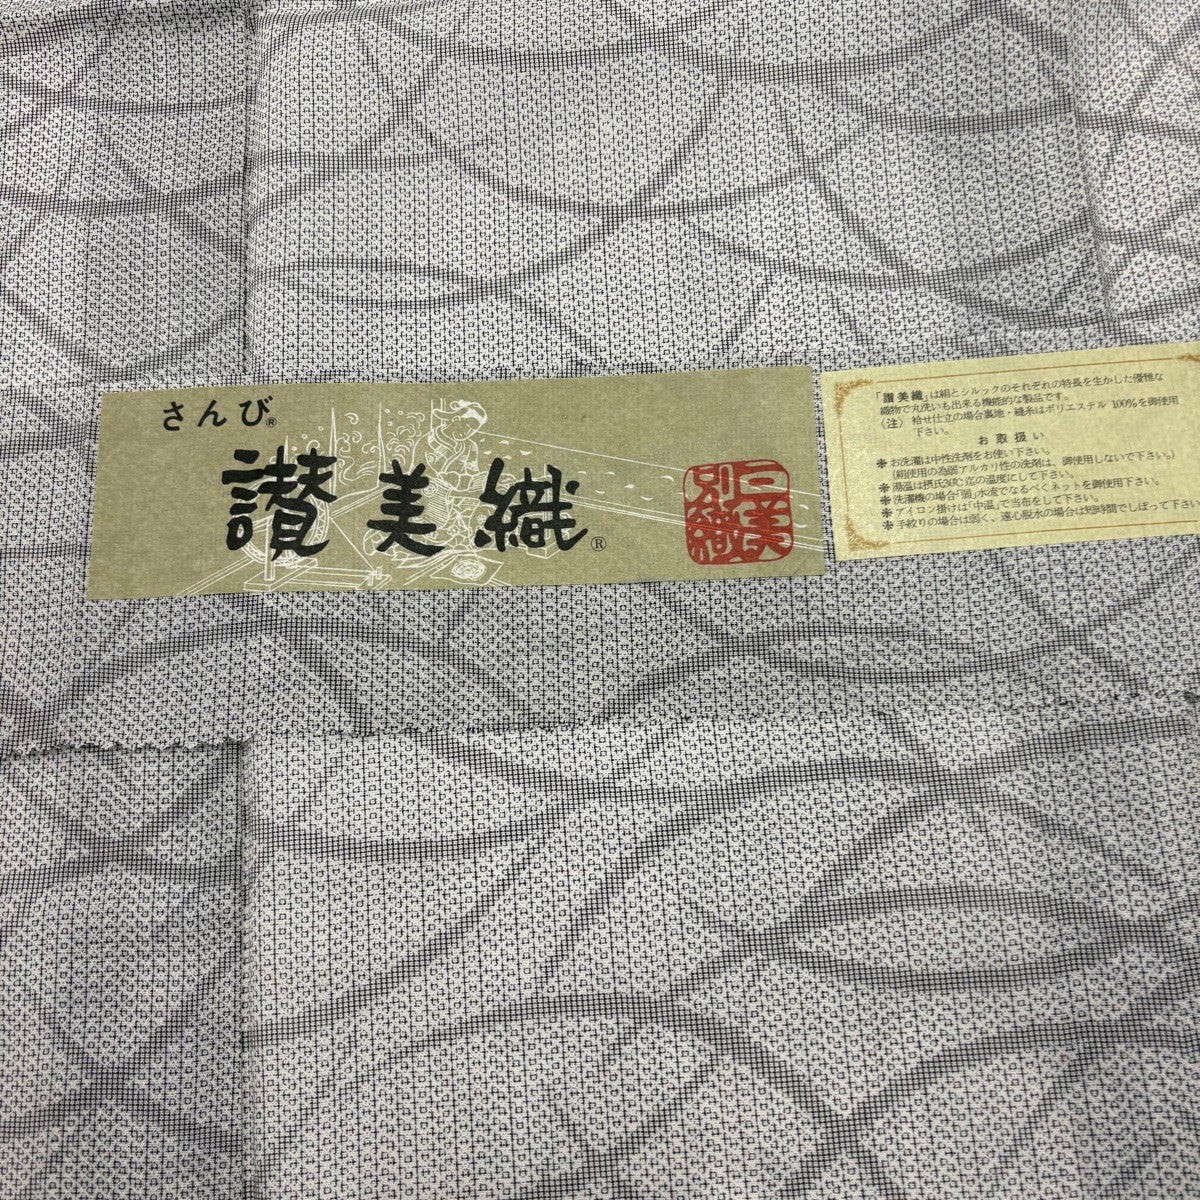 さんび®
讃美織®
三美
別織
「讃美織」は絹とシルックのそれぞれの特長を生かした優雅な
織物で丸洗いも出来る機能的な製品です。
(注) 袷せ仕立の場合裏地・縫糸はポリエステル100%を御使用
下さい。
お取扱い
❋お洗濯は中性洗剤をお使い下さい。
(絹使用の為弱アルカリ性の洗剤は、御使用しないで下さい。)
❋湯温は摂氏30℃迄の温度にして下さい。
❋洗濯機の場合「弱」水流でなるべくネットを御使用下さい。
❋アイロン掛けは「中温」で当布をして下さい。
❋手絞りの場合は弱く、遠心脱水の場合は短時間でしぼって下さい